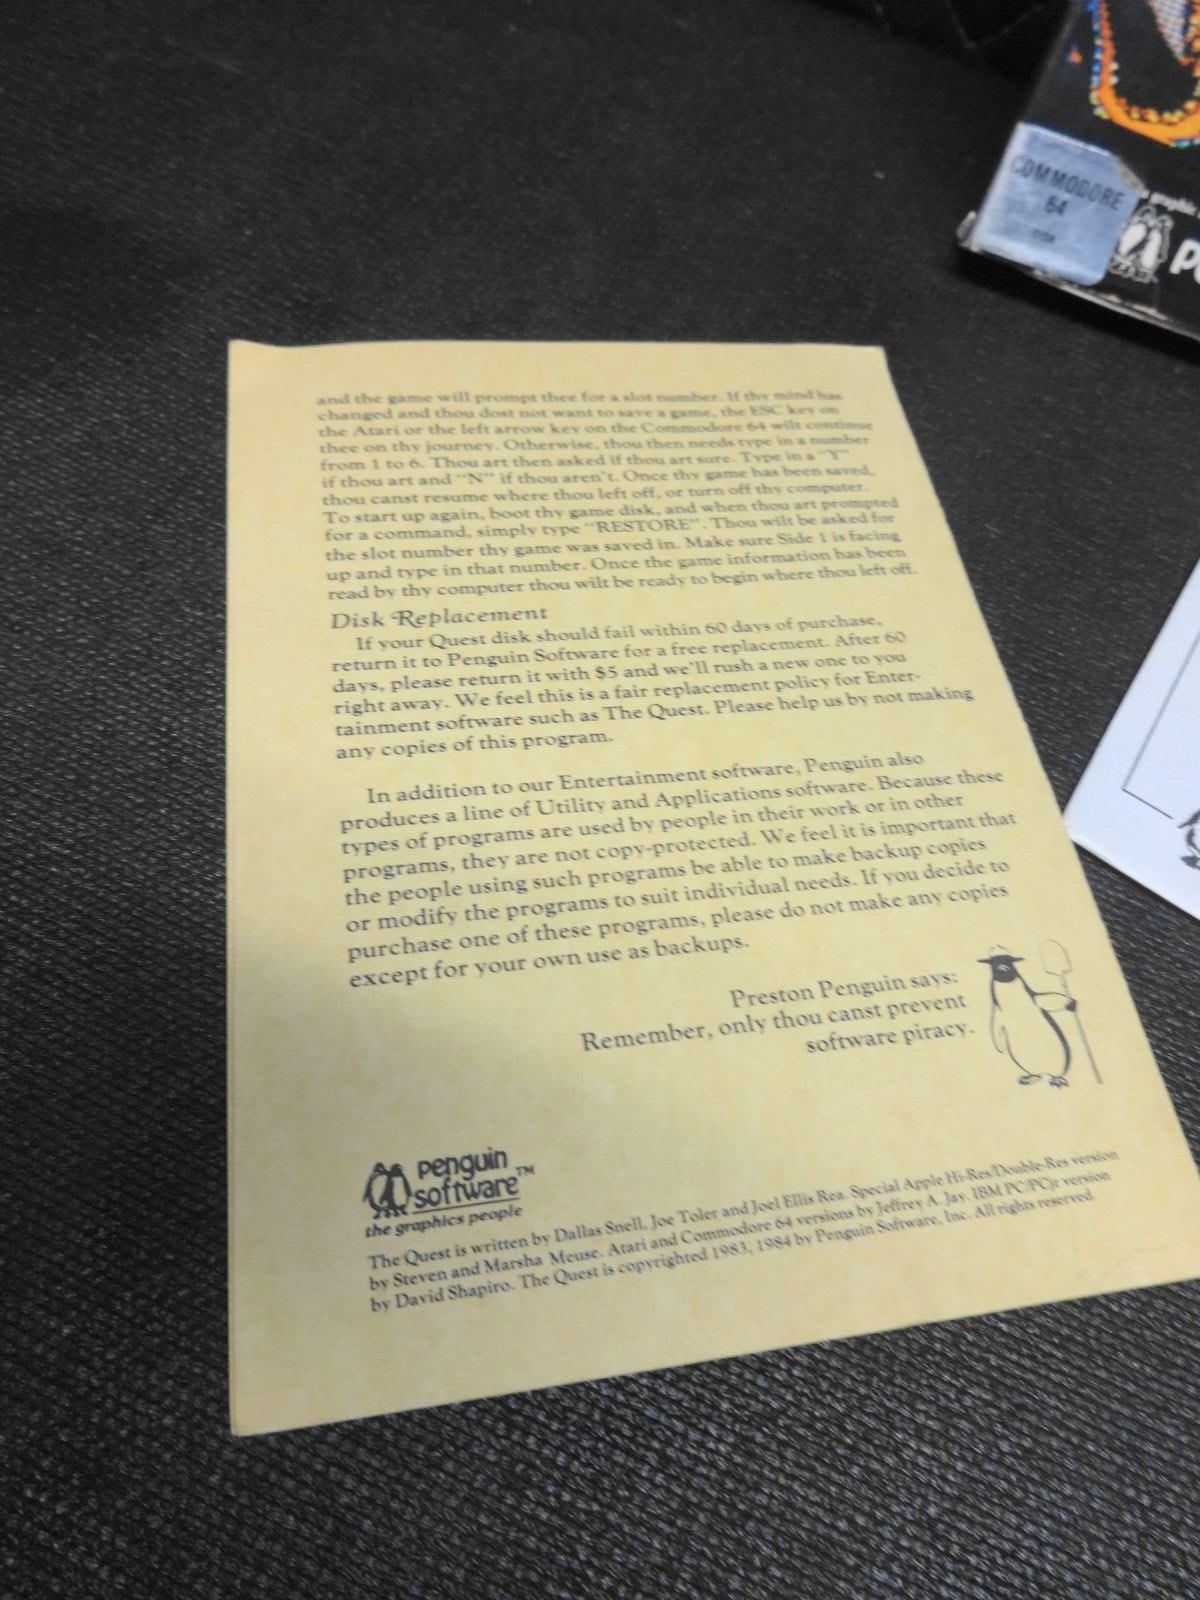 COMMODORE
64
and the game will prompt thee for a slot number. If thy mind has
changed and thou dost not want to save a game, the ESC key on
the Atari or the left arrow key on the Commodore 64 wilt continue
thee on thy journey. Otherwise, thou then needs type in a number
from 1 to 6. Thou art then asked if thou art sure. Type in a "Y"
if thou art and "N" if thou aren't. Once thy game has been saved,
thou canst resume where thou left off, or turn off thy computer.
To start up again, boot thy game disk, and when thou art prompted
for a command, simply type "RESTORE". Thou wilt be asked for
the slot number thy game was saved in. Make sure Side 1 is facing
up and type in that number. Once the game information has been
read by thy computer thou wilt be ready to begin where thou left off.
Disk Replacement
If your Quest disk should fail within 60 days of purchase,
return it to Penguin Software for a free replacement. After 60
days, please return it with $5 and we'll rush a new one to you
right away. We feel this is a fair replacement policy for Enter-
tainment software such as The Quest. Please help us by not making
any copies of this program.
In addition to our Entertainment software, Penguin also
produces a line of Utility and Applications software. Because these
types of programs are used by people in their work or in other
programs, they are not copy-protected. We feel it is important that
the people using such programs be able to make backup copies
or modify the programs to suit individual needs. If you decide to
purchase one of these programs, please do not make any copies
except for your own use as backups.
Preston Penguin says:
Remember, only thou canst prevent
software piracy.
penguin
software™
the graphics people
The Quest is written by Dallas Snell, Joe Toler and Joel Ellis Rea. Special Apple Hi-Res/Double-Res version
by Steven and Marsha Meuse. Atari and Commodore 64 versions by Jeffrey A. Jay. IBM PC/PCjr version
by David Shapiro. The Quest is copyrighted 1983, 1984 by Penguin Software, Inc. All rights reserved.